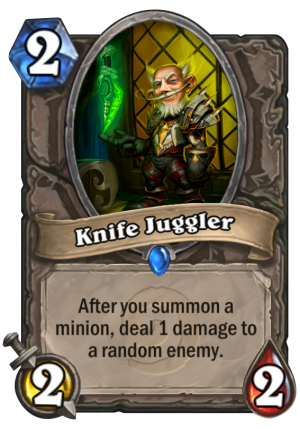 2
Knife Juggler
After you summon a
minion, deal 1 damage to
a random enemy.
2
2